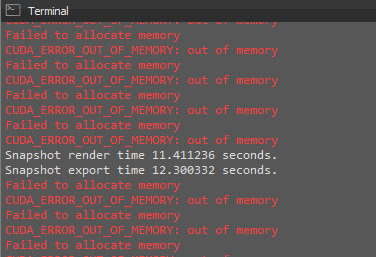 Terminal
CUDA_ERROR_OUT_OF_MEMORY: out of memory
Failed to allocate memory
CUDA_ERROR_OUT_OF_MEMORY: out of memory
Failed to allocate memory
CUDA_ERROR_OUT_OF_MEMORY: out of memory
Failed to allocate memory
CUDA_ERROR_OUT_OF_MEMORY: out of memory
Failed to allocate memory
CUDA_ERROR_OUT_OF_MEMORY: out of memory
Snapshot render time 11.411236 seconds.
Snapshot export time 12.300332 seconds.
Failed to allocate memory
CUDA_ERROR_OUT_OF_MEMORY: out of memory
Failed to allocate memory
CUDA_ERROR_OUT_OF_MEMORY: out of memory
Failed to allocate memory
CUDA_ERROR_OUT_OF_MEMORY: out of memory